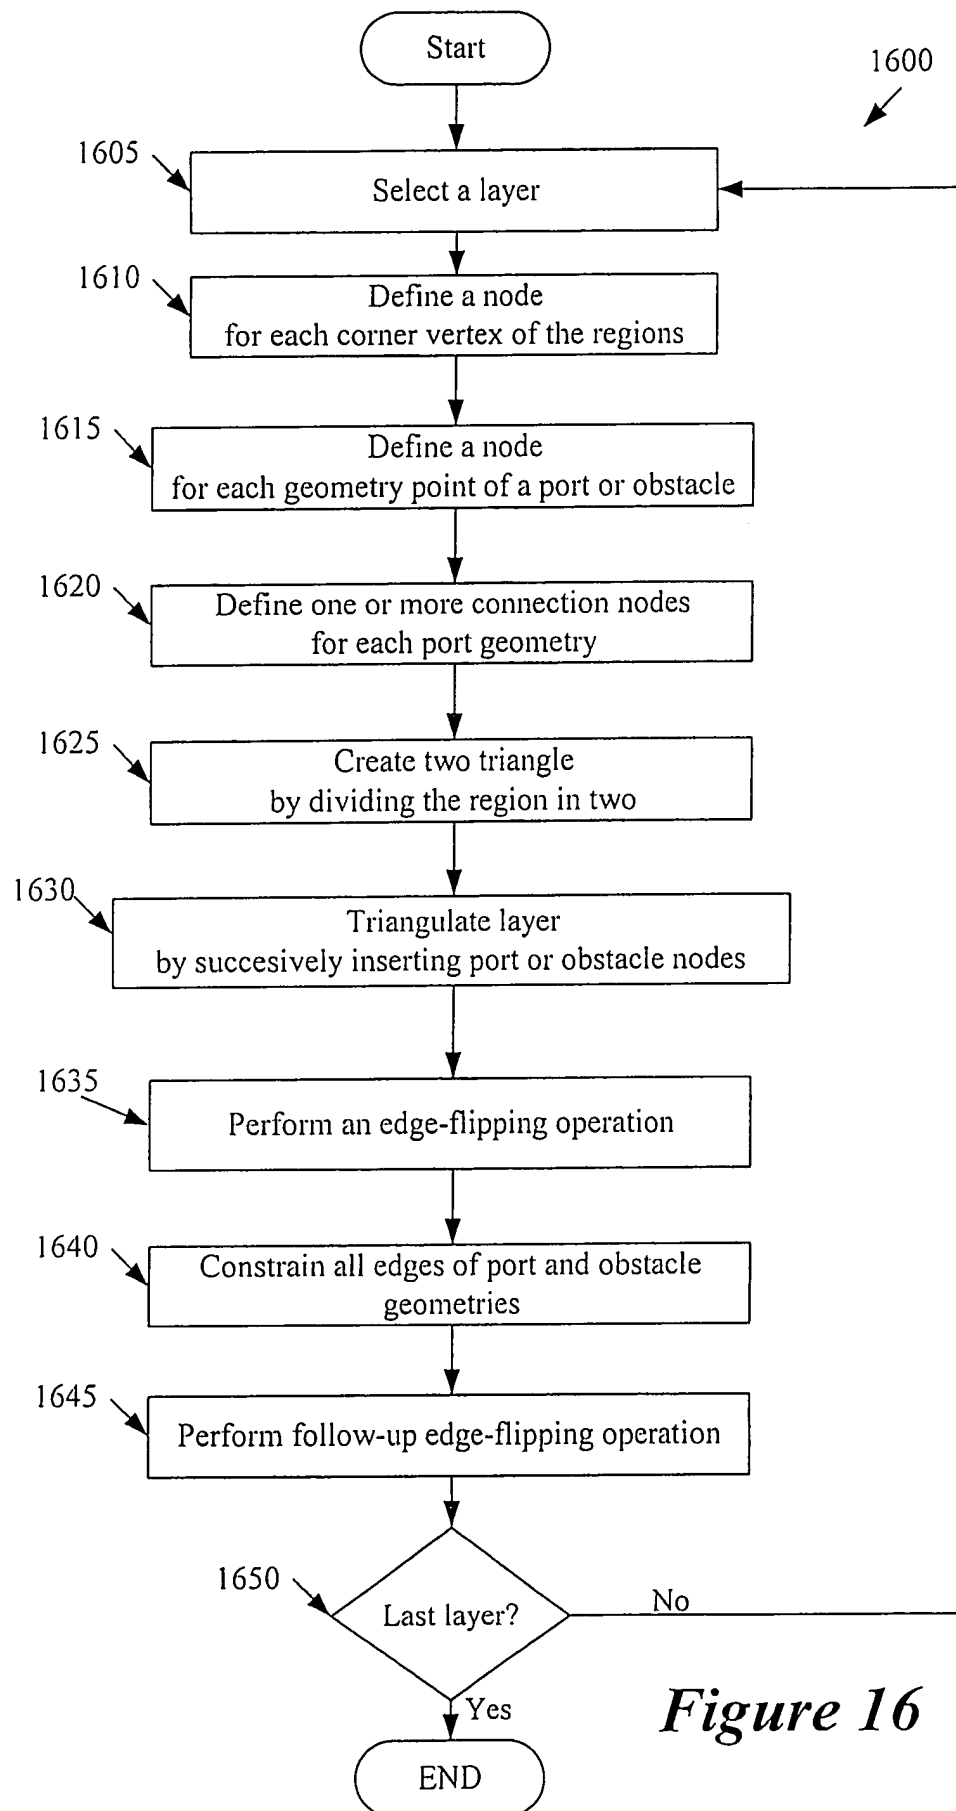 Start
1600
1605
Select a layer
1610
Define a node
for each corner vertex of the regions
1615
Define a node
for each geometry point of a port or obstacle
1620
Define one or more connection nodes
for each port geometry
1625
Create two triangle
by dividing the region in two
1630
Triangulate layer
by succesively inserting port or obstacle nodes
1635
Perform an edge-flipping operation
1640
Constrain all edges of port and obstacle
geometries
1645
Perform follow-up edge-flipping operation
1650
Last layer?
No
Yes
Figure 16
END